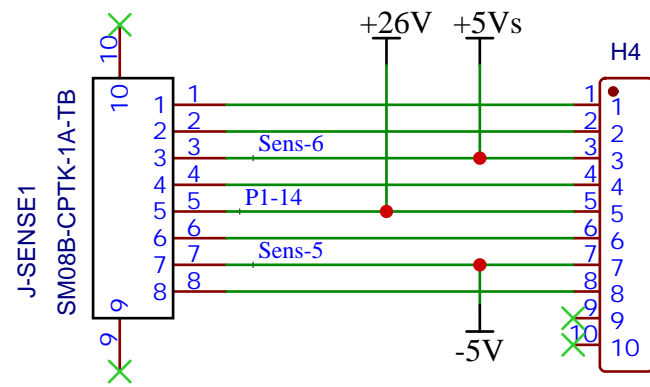 +26V
+5Vs
H4
10
10
1 1 1 1
2 2 2 2
3 3 Sens-6 3 3
4 4 4 4
5 5 P1-14 5 5
6 6 6 6
7 7 Sens-5 7 7
8 8 8 8
9 9
10 10
9
9
-5V
J-SENSE1
SM08B-CPTK-1A-TB